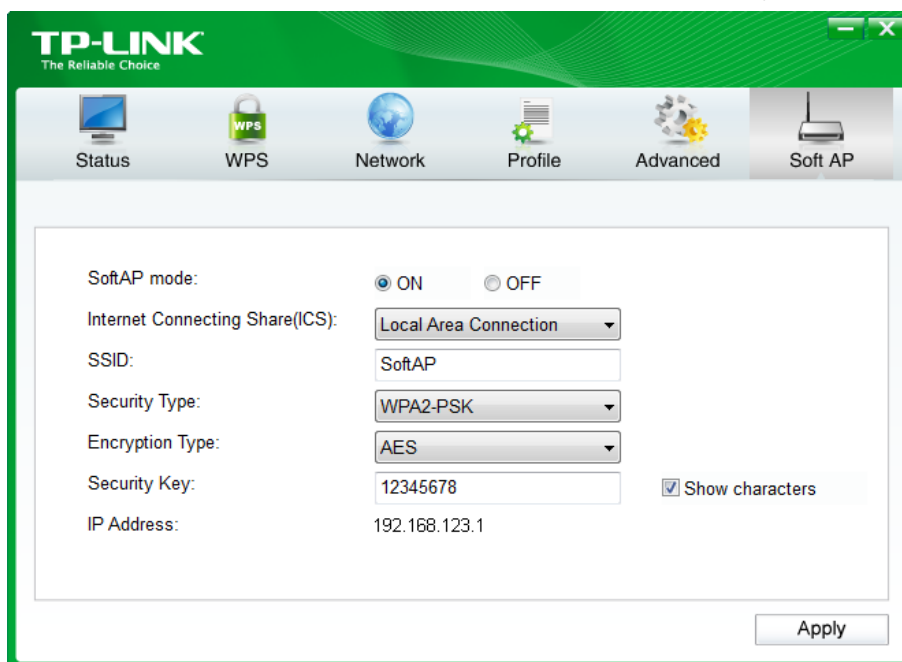 TP-LINK
The Reliable Choice
WPS
Status WPS Network Profile Advanced Soft AP
SoftAP mode: ON OFF
Internet Connecting Share(ICS): Local Area Connection
SSID: SoftAP
Security Type: WPA2-PSK
Encryption Type: AES
Security Key: 12345678 Show characters
IP Address: 192.168.123.1
Apply